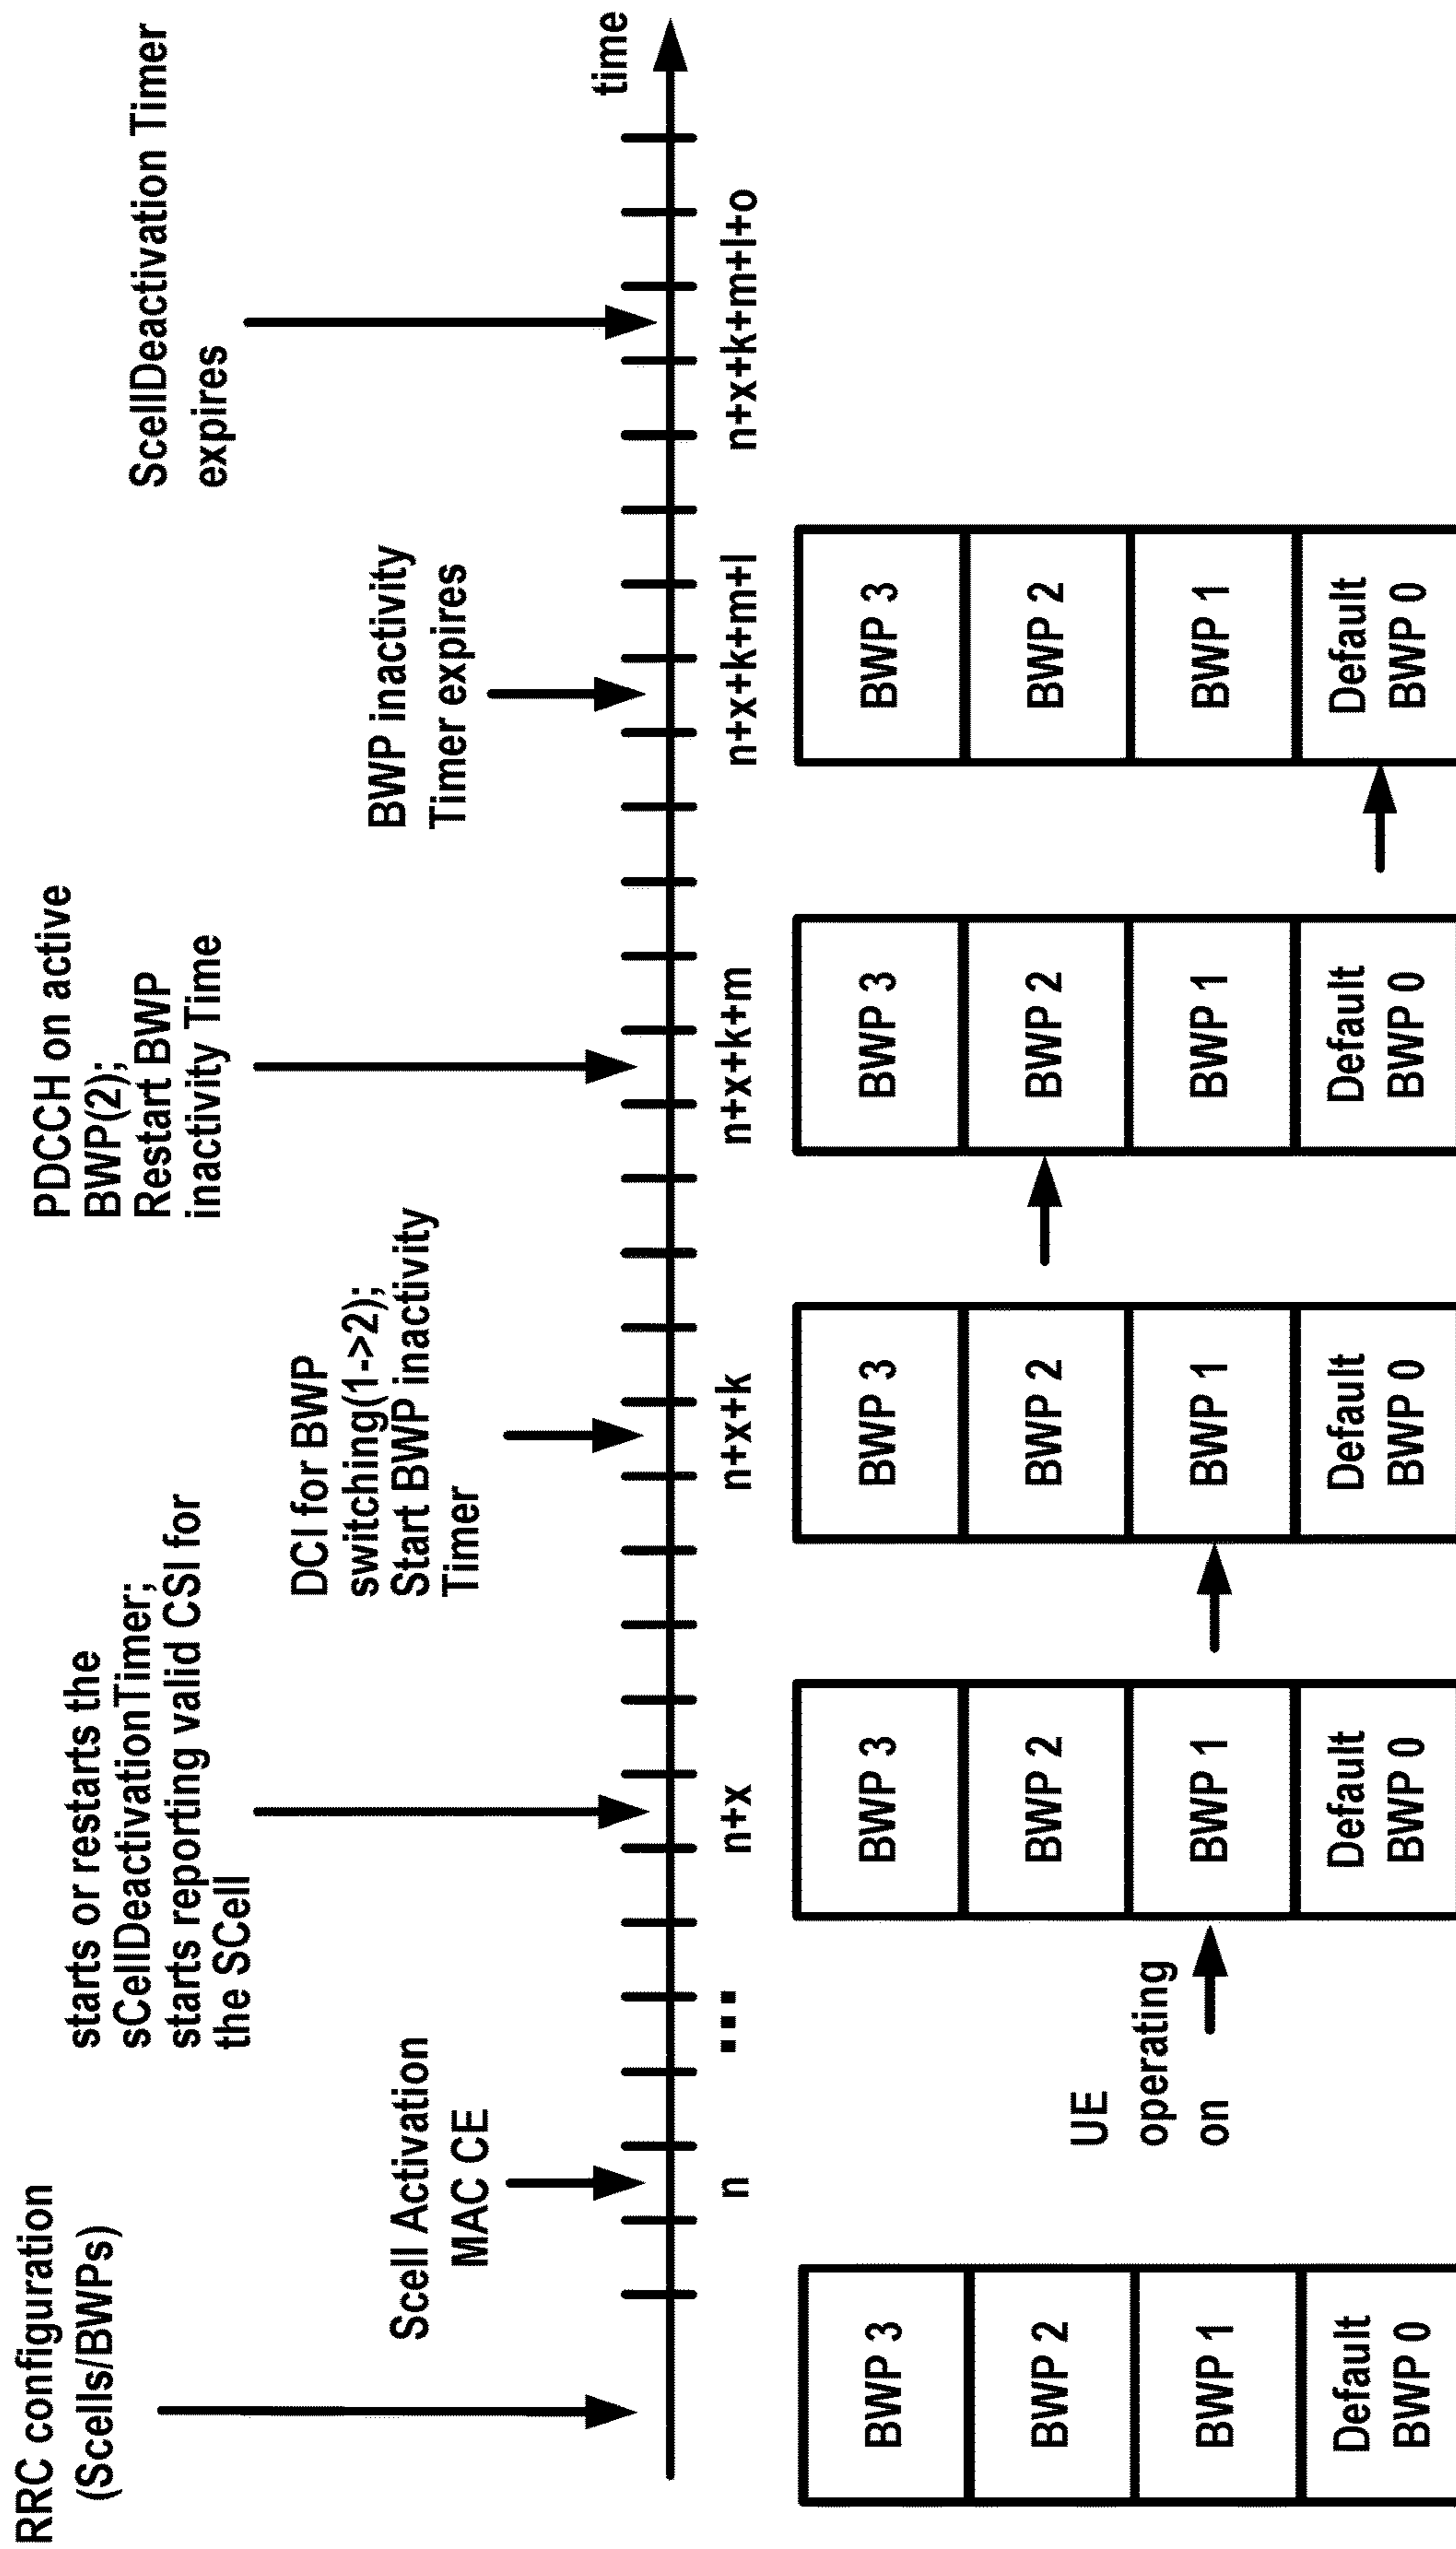 RRC configuration
(Scells/BWPs)
Scell Activation
MAC CE
starts or restarts the
sCellDeactivationTimer;
starts reporting valid CSI for
the SCell
DCI for BWP
switching(1->2);
Start BWP inactivity
Timer
PDCCH on active
BWP(2);
Restart BWP
inactivity Time
BWP inactivity
Timer expires
ScellDeactivation Timer
expires
time
n
...
n+x
n+x+k
n+x+k+m
n+x+k+m+l
n+x+k+m+l+o
BWP 3
BWP 2
BWP 1
Default
BWP 0
UE
operating
on
BWP 3
BWP 2
BWP 1
Default
BWP 0
BWP 3
BWP 2
BWP 1
Default
BWP 0
BWP 3
BWP 2
BWP 1
Default
BWP 0
BWP 3
BWP 2
BWP 1
Default
BWP 0